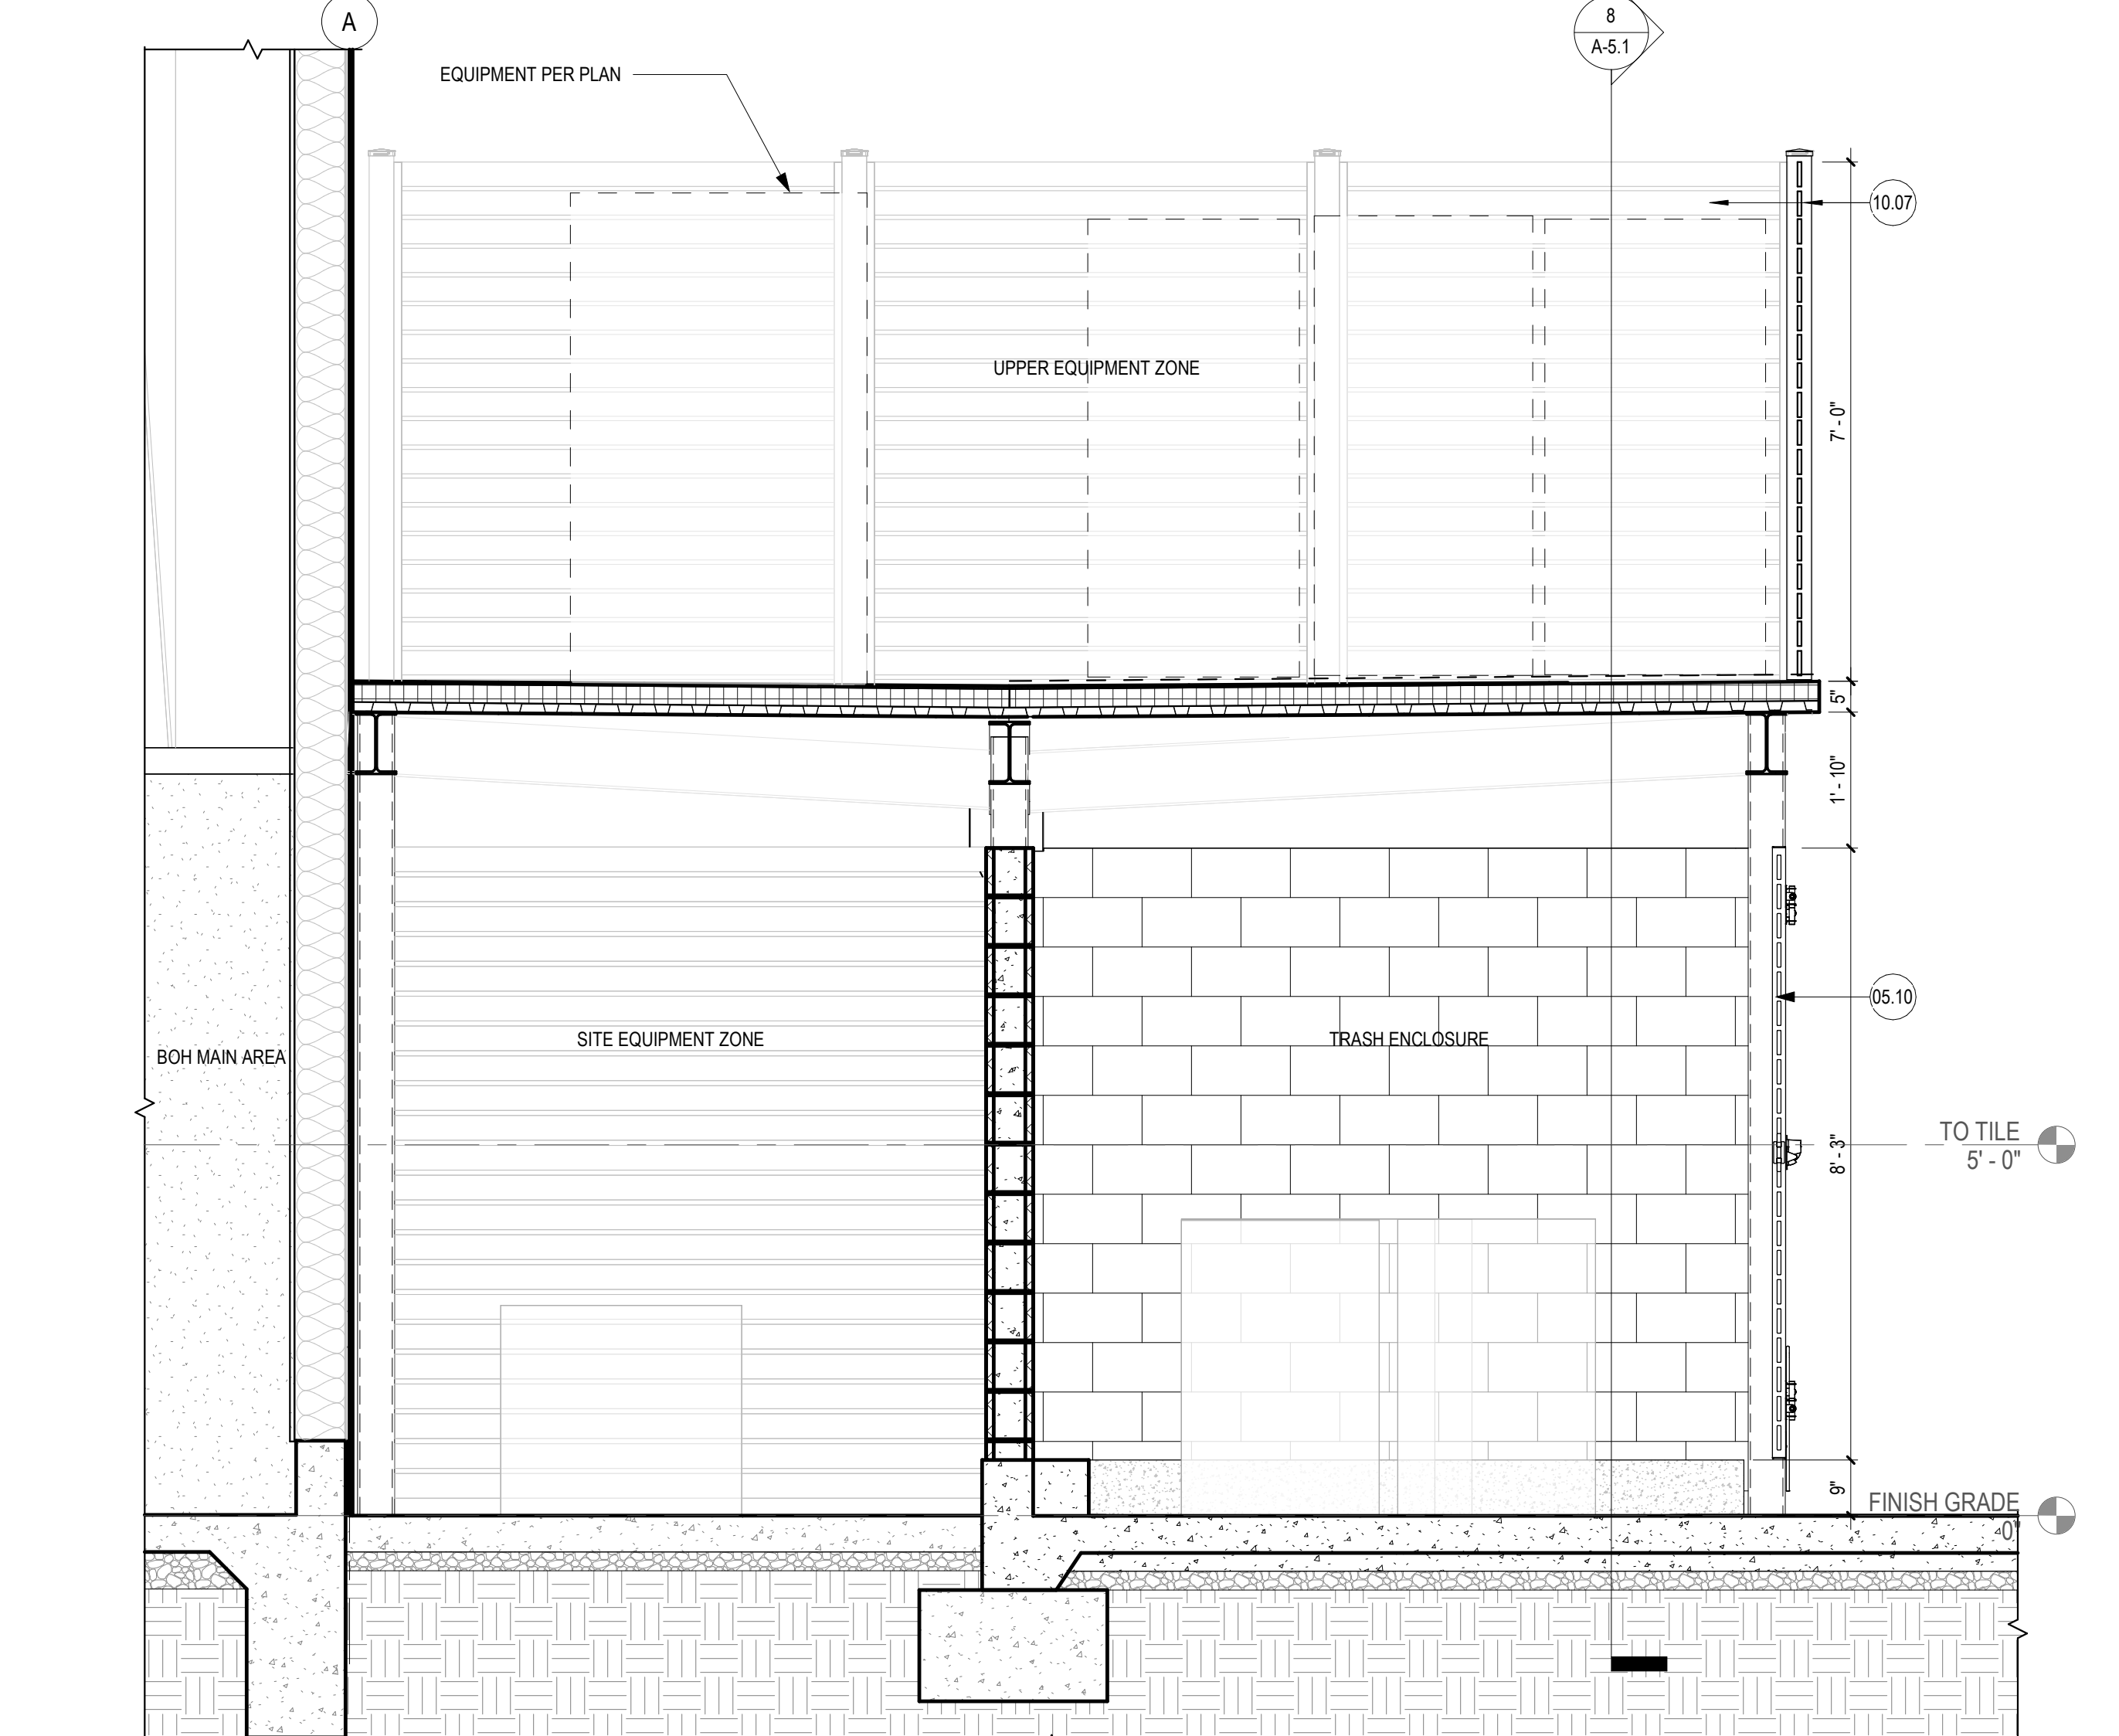 A
8
A-5.1
EQUIPMENT PER PLAN
10.07
UPPER EQUIPMENT ZONE
7' - 0"
5"
1' - 10"
05.10
SITE EQUIPMENT ZONE
TRASH ENCLOSURE
BOH MAIN AREA
TO TILE
5' - 0"
8' - 3"
9"
FINISH GRADE
0"